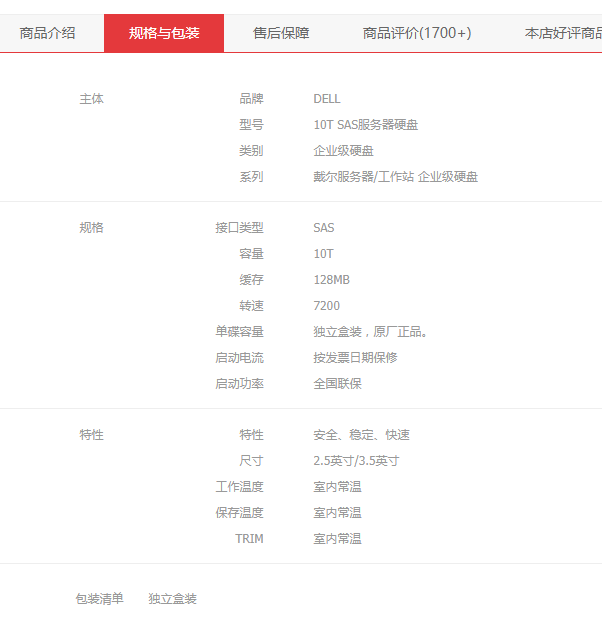 商品介绍 规格与包装 售后保障 商品评价(1700+) 本店好评商品
主体 品牌 DELL
型号 10T SAS服务器硬盘
类别 企业级硬盘
系列 戴尔服务器/工作站 企业级硬盘
规格 接口类型 SAS
容量 10T
缓存 128MB
转速 7200
单碟容量 独立盒装，原厂正品。
启动电流 按发票日期保修
启动功率 全国联保
特性 特性 安全、稳定、快速
尺寸 2.5英寸/3.5英寸
工作温度 室内常温
保存温度 室内常温
TRIM 室内常温
包装清单 独立盒装